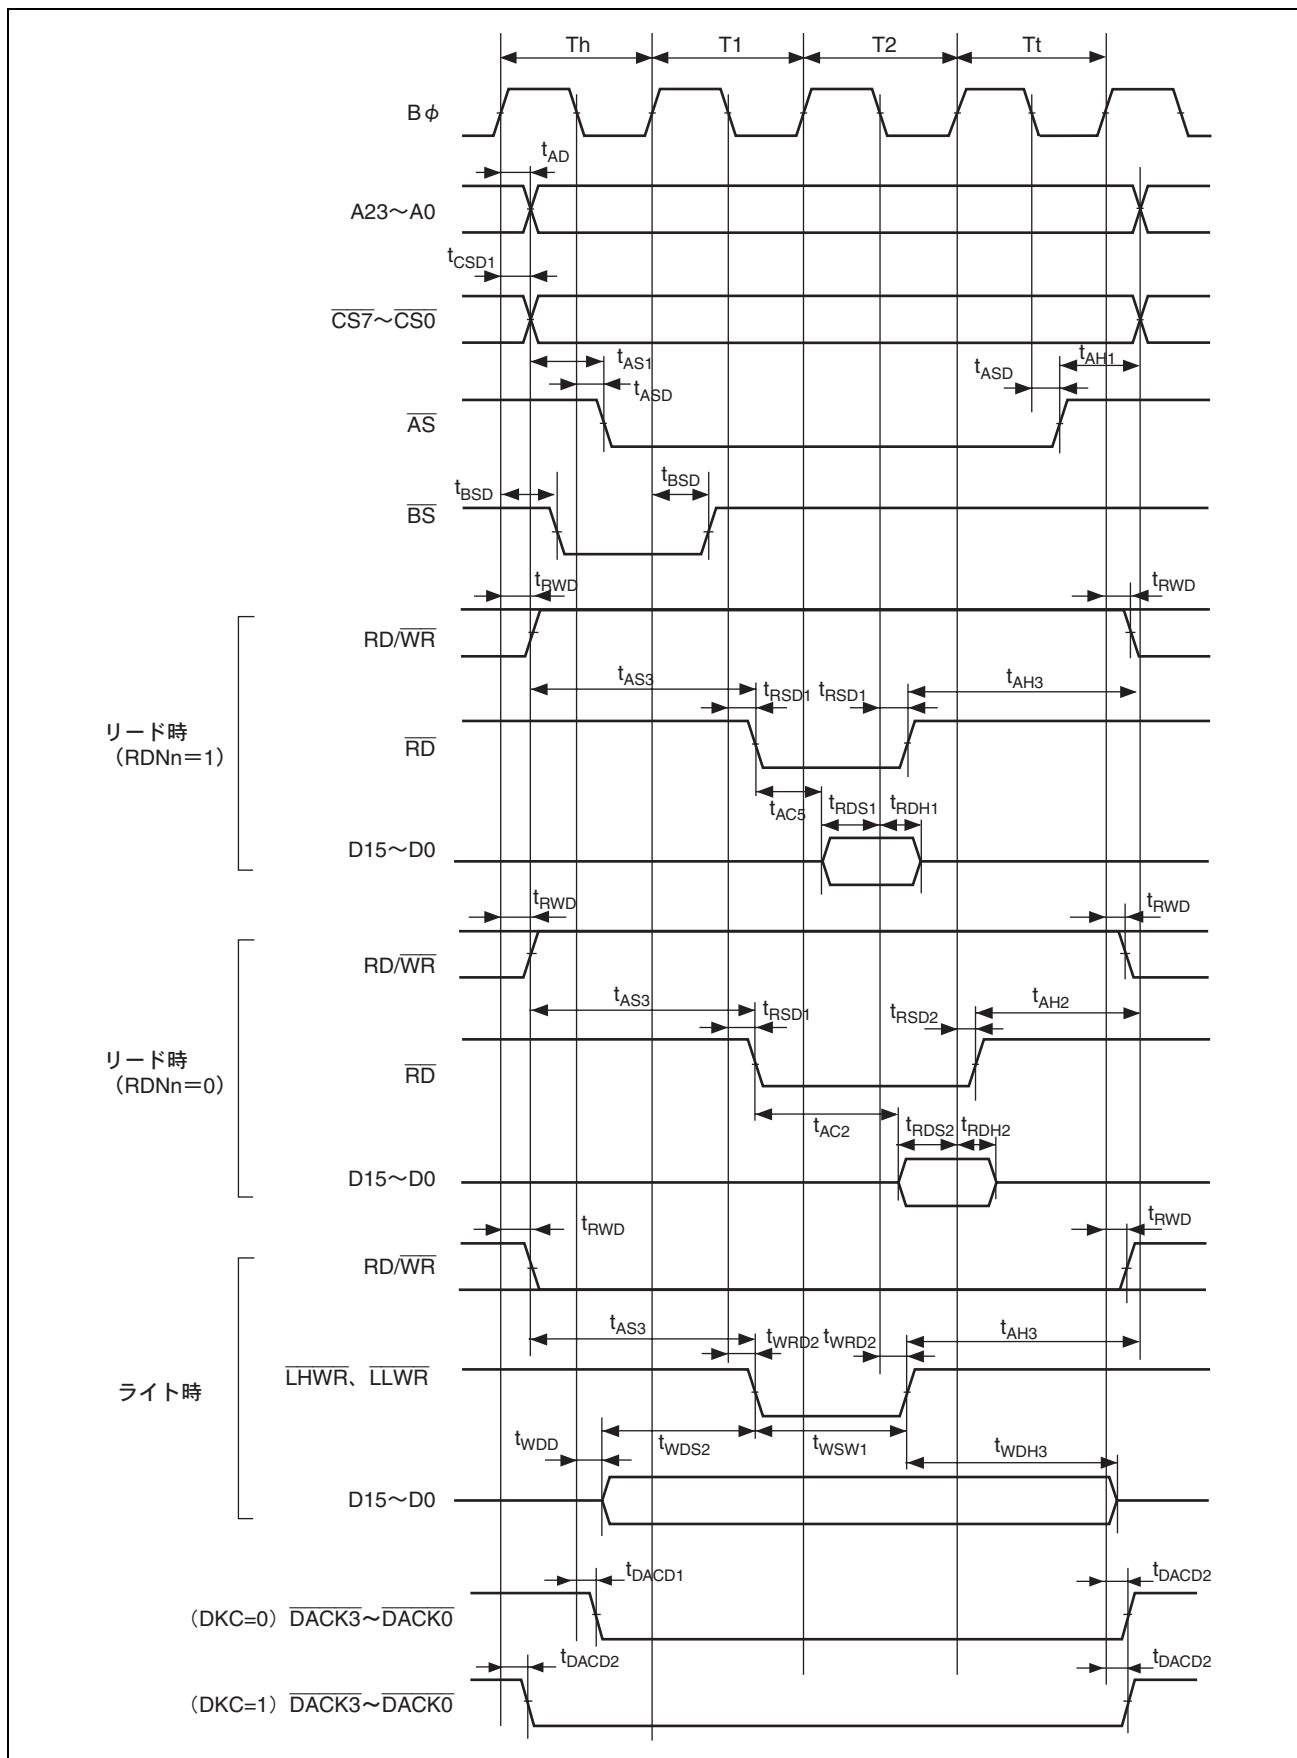 Th T1 T2 Tt
Bφ
tAD
A23～A0
tCSD1
CS7～CS0
tAS1
tAH1
tASD
tASD
AS
tBSD
tBSD
BS
tRWD
tRWD
RD/WR
tAS3
tRSD1
tRSD1
tAH3
リード時
（RDNn＝1）
RD
tAC5
tRDS1
tRDH1
D15～D0
tRWD
tRWD
RD/WR
tAS3
tRSD1
tRSD2
tAH2
リード時
（RDNn＝0）
RD
tAC2
tRDS2
tRDH2
D15～D0
tRWD
tRWD
RD/WR
tAS3
tWRD2
tWRD2
tAH3
LHWR、LLWR
ライト時
tWDD
tWDS2
tWSW1
tWDH3
D15～D0
tDACD1
tDACD2
（DKC=0）DACK3～DACK0
tDACD2
tDACD2
（DKC=1）DACK3～DACK0